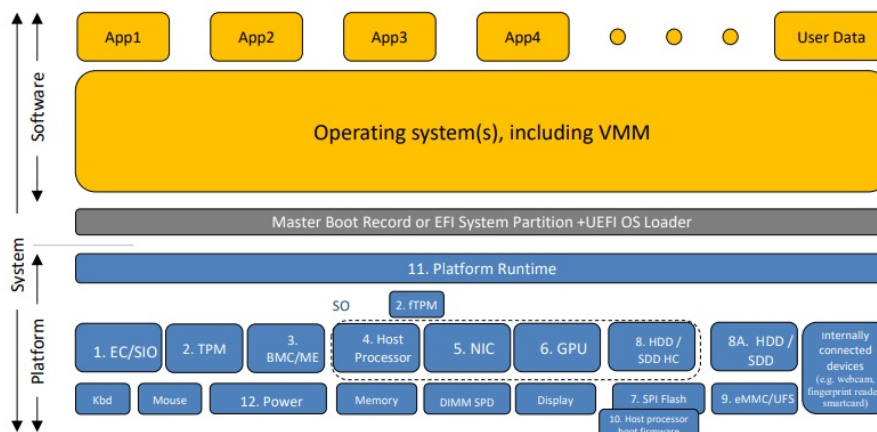 App1
App2
App3
App4
User Data
Software
Operating system(s), including VMM
Master Boot Record or EFI System Partition +UEFI OS Loader
System
Platform
11. Platform Runtime
SO
2. fTPM
1. EC/SIO
2. TPM
3.
BMC/ME
4. Host
Processor
5. NIC
6. GPU
8. HDD /
SDD HC
8A. HDD /
SDD
Internally
connected
devices
(e.g. webcam,
fingerprint reade
smartcard)
Kbd
Mouse
12. Power
Memory
DIMM SPD
Display
7. SPI Flash
9. eMMC/UFS
10. Host processor
boot firmware